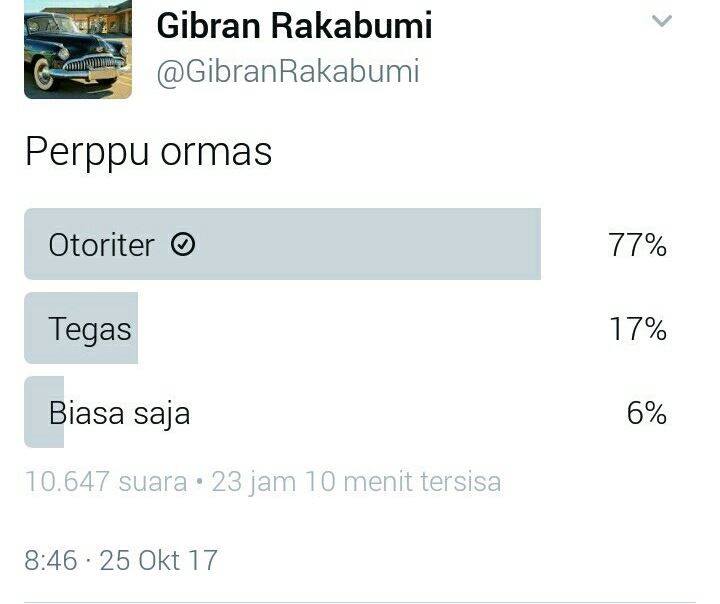 Gibran Rakabumi
@GibranRakabumi
Perppu ormas
Otoriter 77%
Tegas 17%
Biasa saja 6%
10.647 suara • 23 jam 10 menit tersisa
8:46 · 25 Okt 17